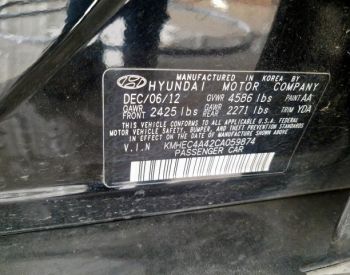 MANUFACTURED IN KOREA BY
HYUNDAI MOTOR COMPANY
DEC/06/12 GVWR 4586 lbs PAINT AA
GAWR FRONT 2425 lbs GAWR REAR 2271 lbs TRIM YDA
THIS VEHICLE CONFORMS TO ALL APPLICABLE
U.S. FEDERAL MOTOR VEHICLE SAFETY, BUMPER,
AND THEFT PREVENTION STANDARDS
IN EFFECT ON THE DATE OF MANUFACTURE SHOWN ABOVE.
V.I.N KMHEC4A42CA059874
PASSENGER CAR